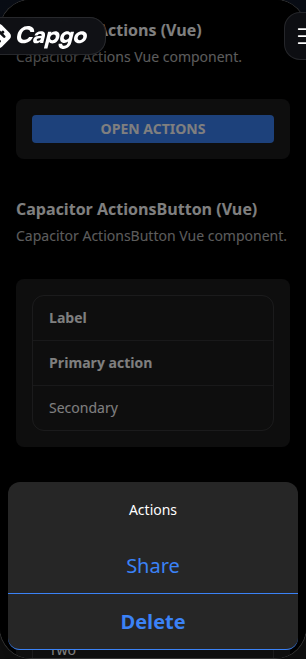 Capgo
Actions (Vue)
Capacitor Actions Vue component.
OPEN ACTIONS
Capacitor ActionsButton (Vue)
Capacitor ActionsButton Vue component.
Label
Primary action
Secondary
Actions
Share
Delete
Two